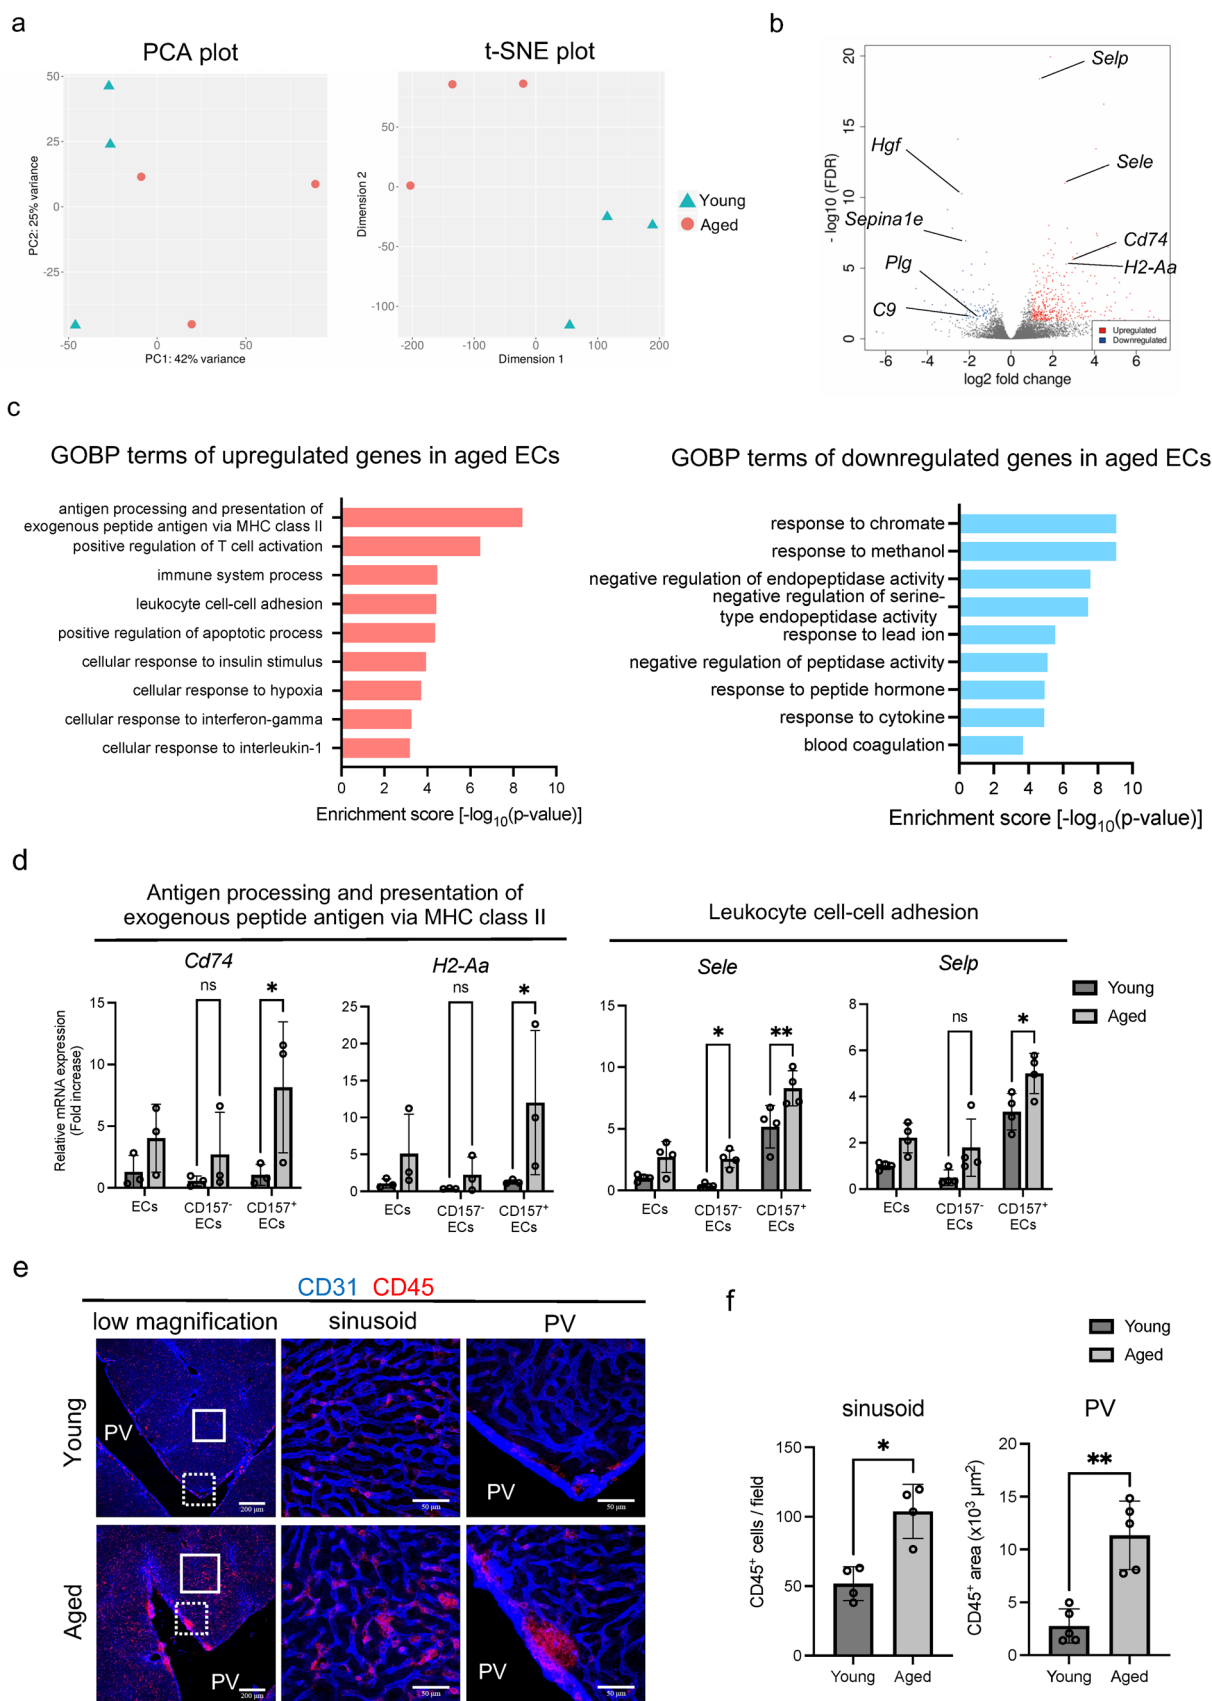 a
PCA plot
t-SNE plot
50
25
0
-25
-50
0
50
PC2: 25% variance
PC1: 42% variance
80
50
0
-50
-100
-200
-100
0
100
200
Dimension 2
Dimension 1
Young
Aged
b
20
15
10
5
0
- log10 (FDR)
Selp
Hgf
Sele
Sepina1e
Cd74
H2-Aa
Plg
C9
Upregulated
Downregulated
-6
-4
-2
0
2
4
6
log2 fold change
c
GOBP terms of upregulated genes in aged ECs
antigen processing and presentation of
exogenous peptide antigen via MHC class II
positive regulation of T cell activation
immune system process
leukocyte cell-cell adhesion
positive regulation of apoptotic process
cellular response to insulin stimulus
cellular response to hypoxia
cellular response to interferon-gamma
cellular response to interleukin-1
0 2 4 6 8 10
Enrichment score [-log10(p-value)]
GOBP terms of downregulated genes in aged ECs
response to chromate
response to methanol
negative regulation of endopeptidase activity
negative regulation of serine-
type endopeptidase activity
response to lead ion
negative regulation of peptidase activity
response to peptide hormone
response to cytokine
blood coagulation
0 2 4 6 8 10
Enrichment score [-log10(p-value)]
d
Antigen processing and presentation of
exogenous peptide antigen via MHC class II
Leukocyte cell-cell adhesion
Cd74
ns
*
15
10
5
0
Relative mRNA expression
(Fold increase)
ECs
CD157-
ECs
CD157+
ECs
H2-Aa
ns
*
25
20
15
10
5
0
ECs
CD157-
ECs
CD157+
ECs
Sele
*
**
15
10
5
0
ECs
CD157-
ECs
CD157+
ECs
Selp
ns
*
8
6
4
2
0
ECs
CD157-
ECs
CD157+
ECs
Young
Aged
e
CD31 CD45
low magnification
sinusoid
PV
Young
PV
200 µm
50 µm
PV
50 µm
Aged
PV
200 µm
50 µm
PV
50 µm
f
Young
Aged
sinusoid
*
150
100
50
0
CD45+ cells / field
Young
Aged
PV
**
20
15
10
5
0
CD45+ area (x10³ µm²)
Young
Aged